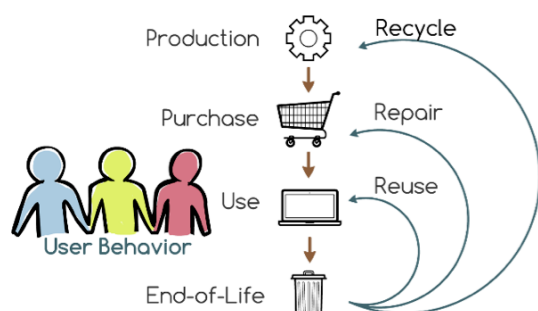 Production
Recycle
Purchase
Repair
Use
Reuse
User Behavior
End-of-Life